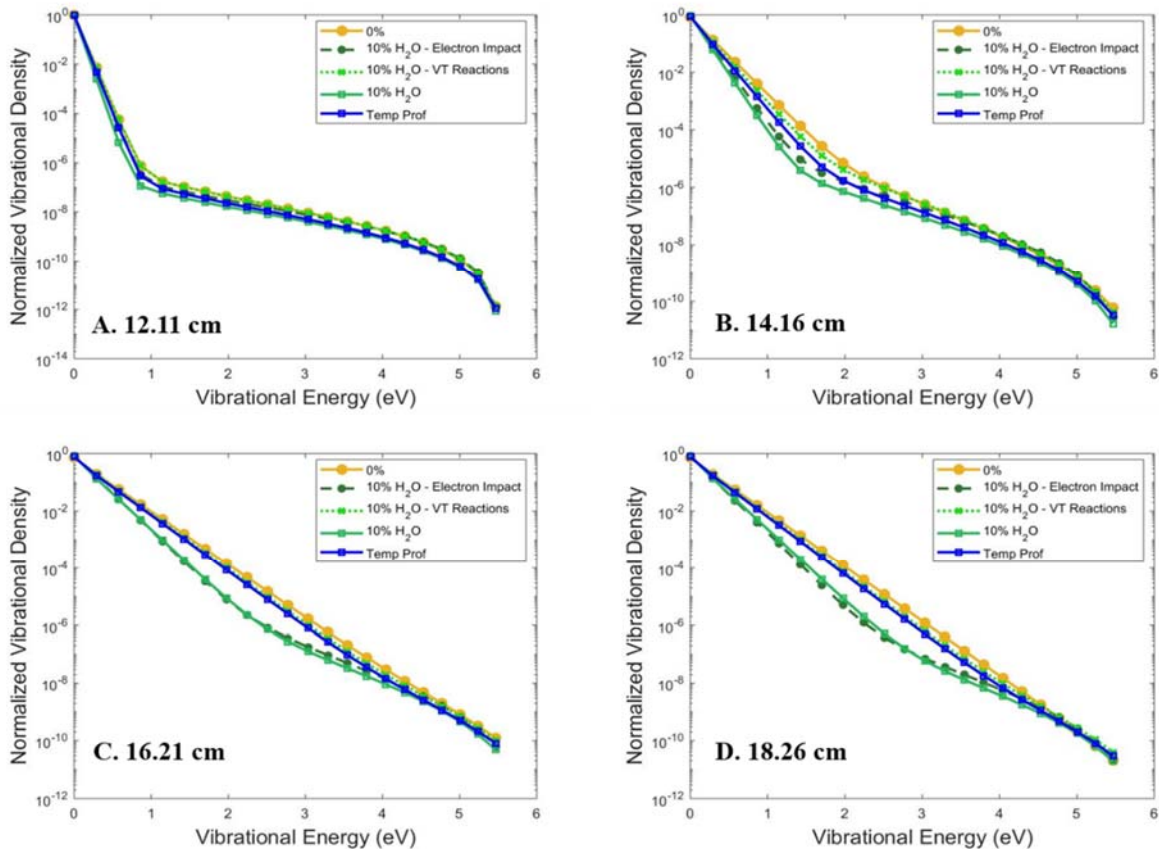 10^0
10^-2
10^-4
10^-6
10^-8
10^-10
10^-12
10^-14
Normalized Vibrational Density
0%
10% H2O - Electron Impact
10% H2O - VT Reactions
10% H2O
Temp Prof
A. 12.11 cm
0 1 2 3 4 5 6
Vibrational Energy (eV)
10^0
10^-2
10^-4
10^-6
10^-8
10^-10
10^-12
Normalized Vibrational Density
0%
10% H2O - Electron Impact
10% H2O - VT Reactions
10% H2O
Temp Prof
B. 14.16 cm
0 1 2 3 4 5 6
Vibrational Energy (eV)
10^0
10^-2
10^-4
10^-6
10^-8
10^-10
10^-12
Normalized Vibrational Density
0%
10% H2O - Electron Impact
10% H2O - VT Reactions
10% H2O
Temp Prof
C. 16.21 cm
0 1 2 3 4 5 6
Vibrational Energy (eV)
10^0
10^-2
10^-4
10^-6
10^-8
10^-10
10^-12
Normalized Vibrational Density
0%
10% H2O - Electron Impact
10% H2O - VT Reactions
10% H2O
Temp Prof
D. 18.26 cm
0 1 2 3 4 5 6
Vibrational Energy (eV)